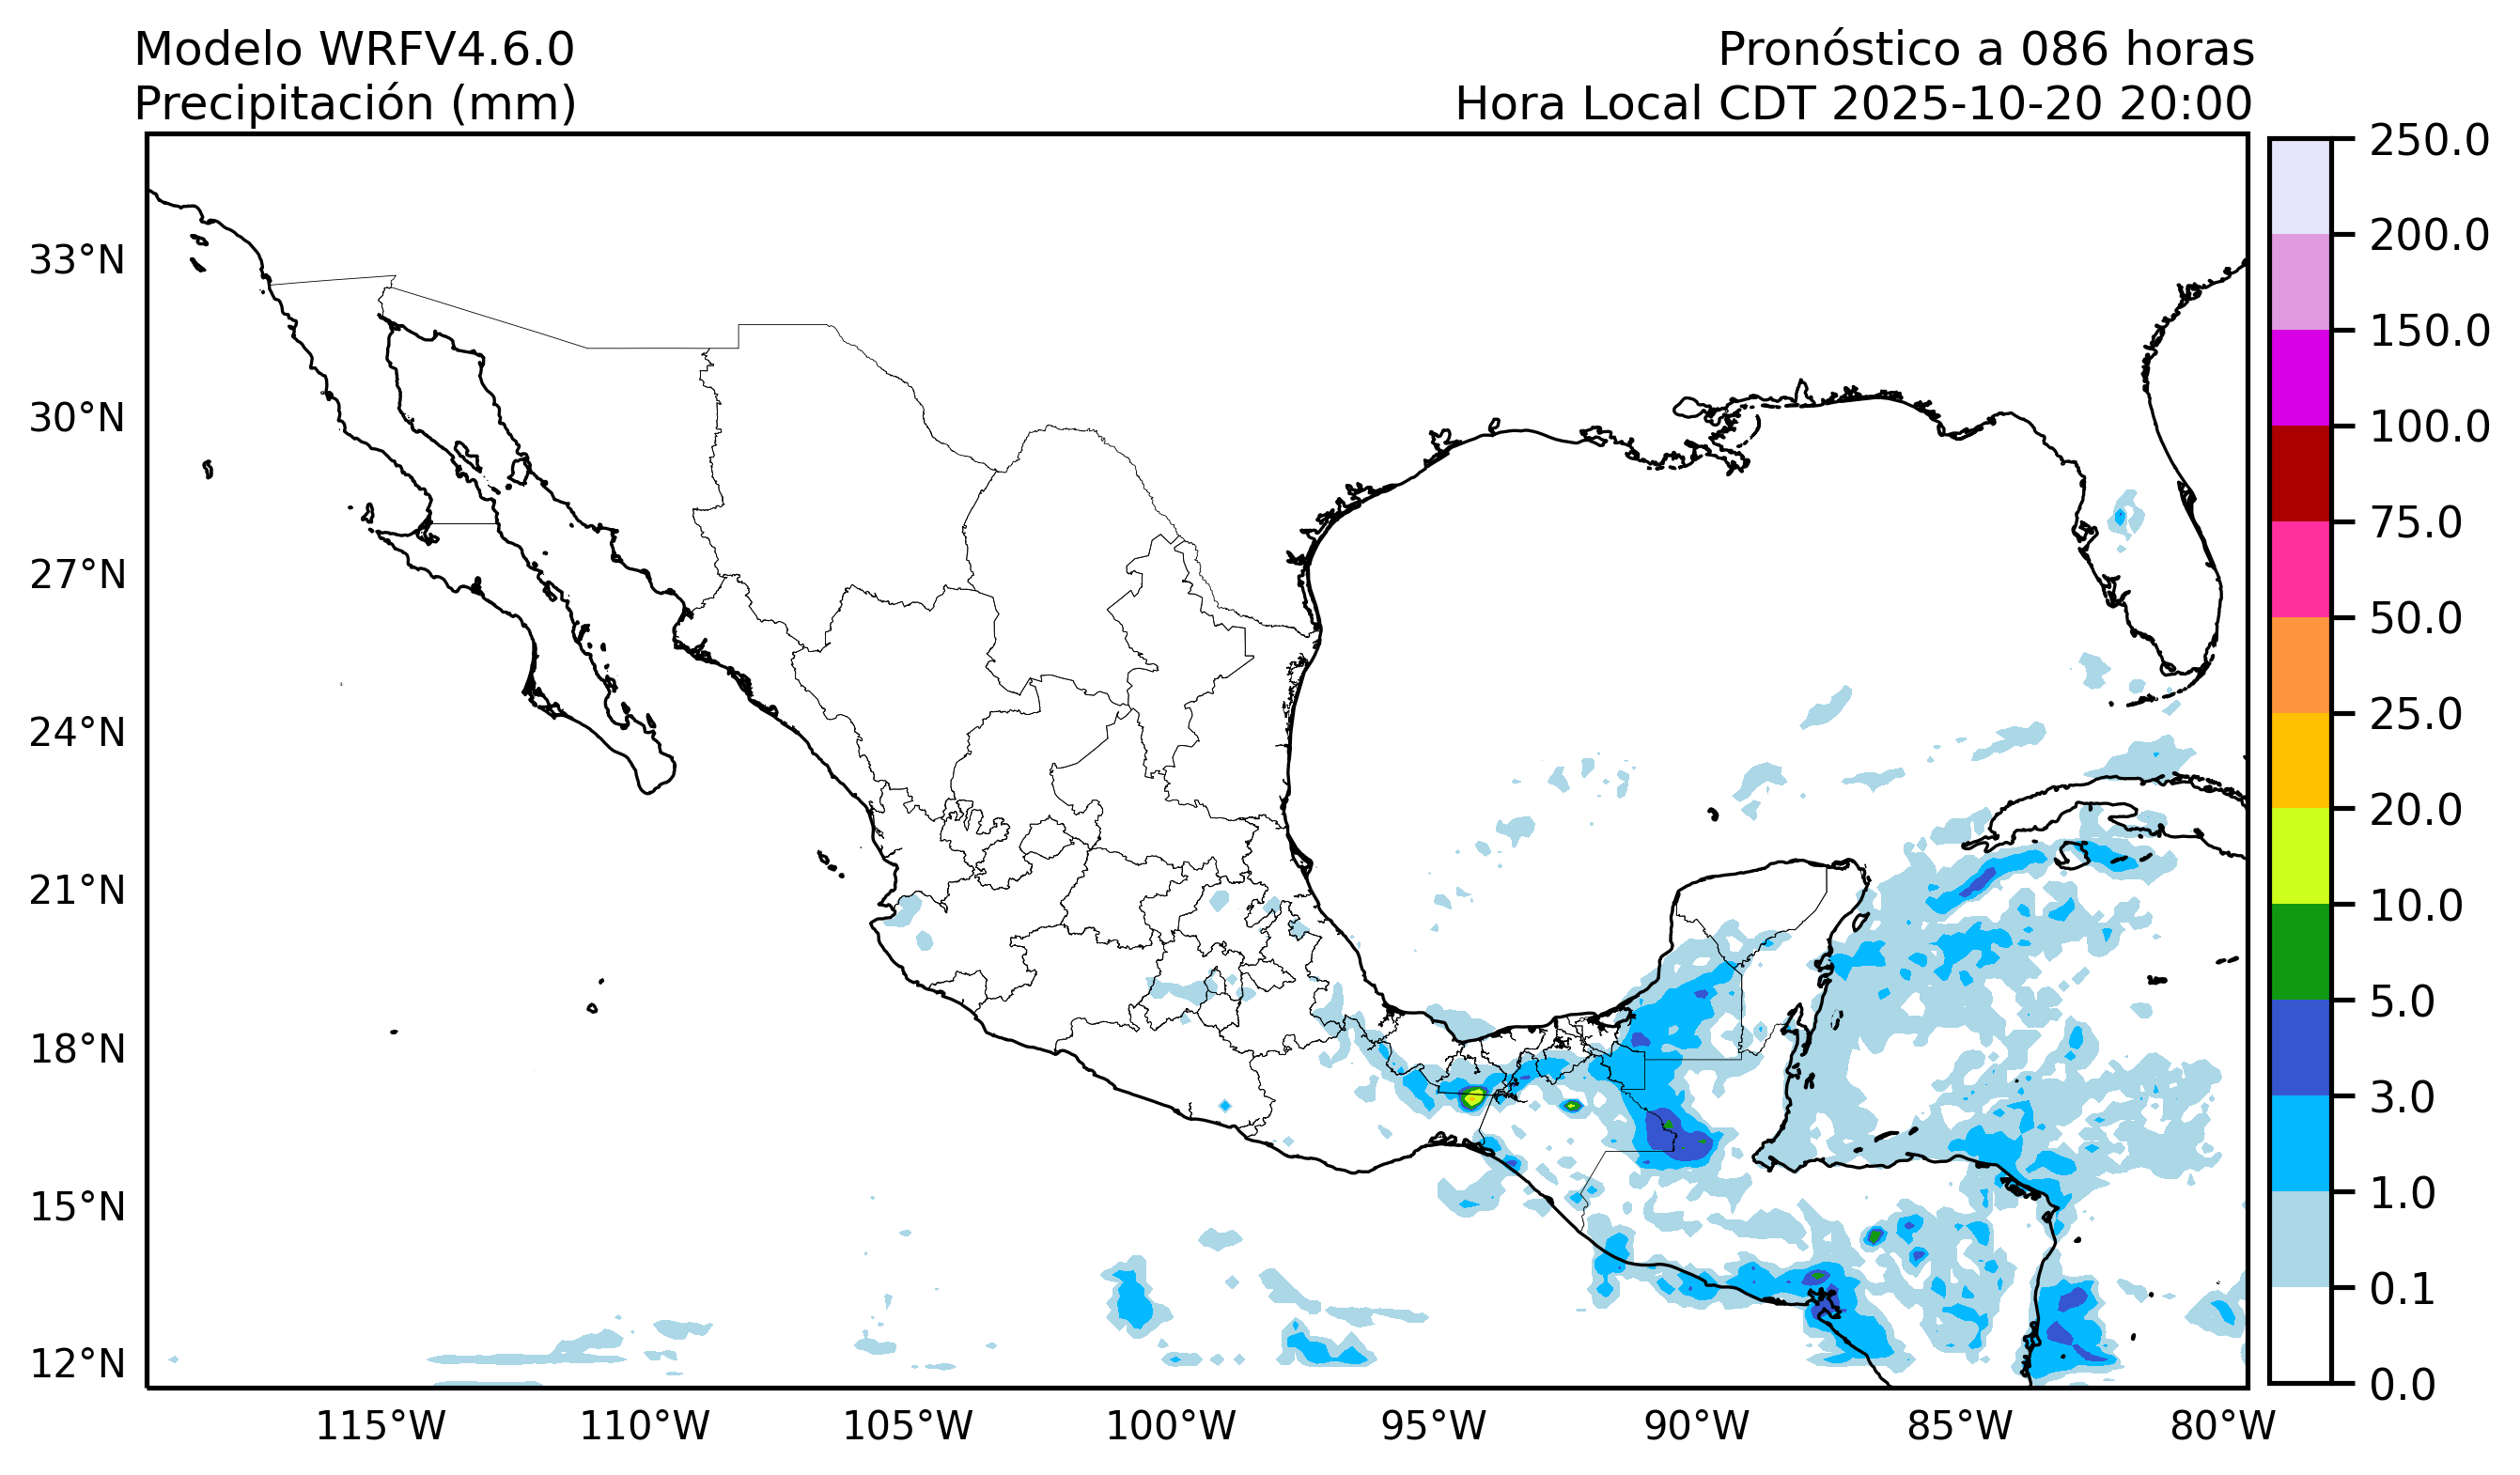 Modelo WRFV4.6.0
Precipitación (mm)
Pronóstico a 086 horas
Hora Local CDT 2025-10-20 20:00
33°N
30°N
27°N
24°N
21°N
18°N
15°N
12°N
115°W
110°W
105°W
100°W
95°W
90°W
85°W
80°W
250.0
200.0
150.0
100.0
75.0
50.0
25.0
20.0
10.0
5.0
3.0
1.0
0.1
0.0